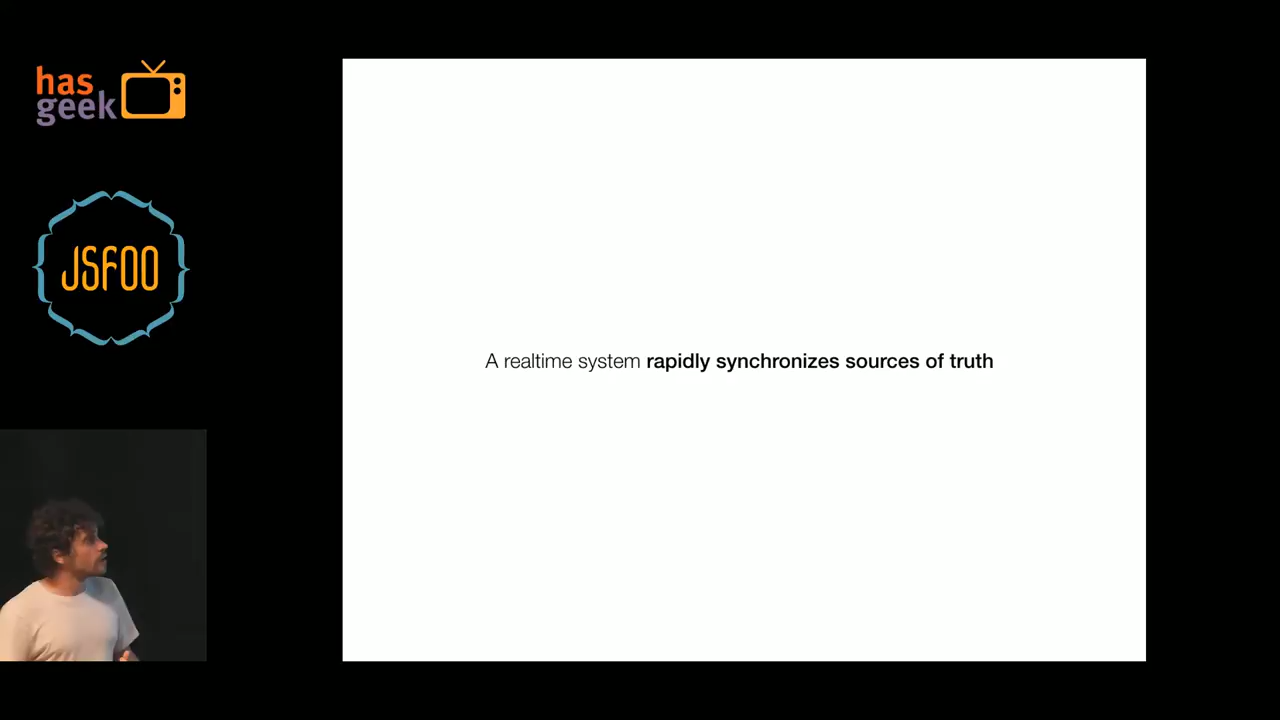 has
geek
JSFOO
A realtime system rapidly synchronizes sources of truth